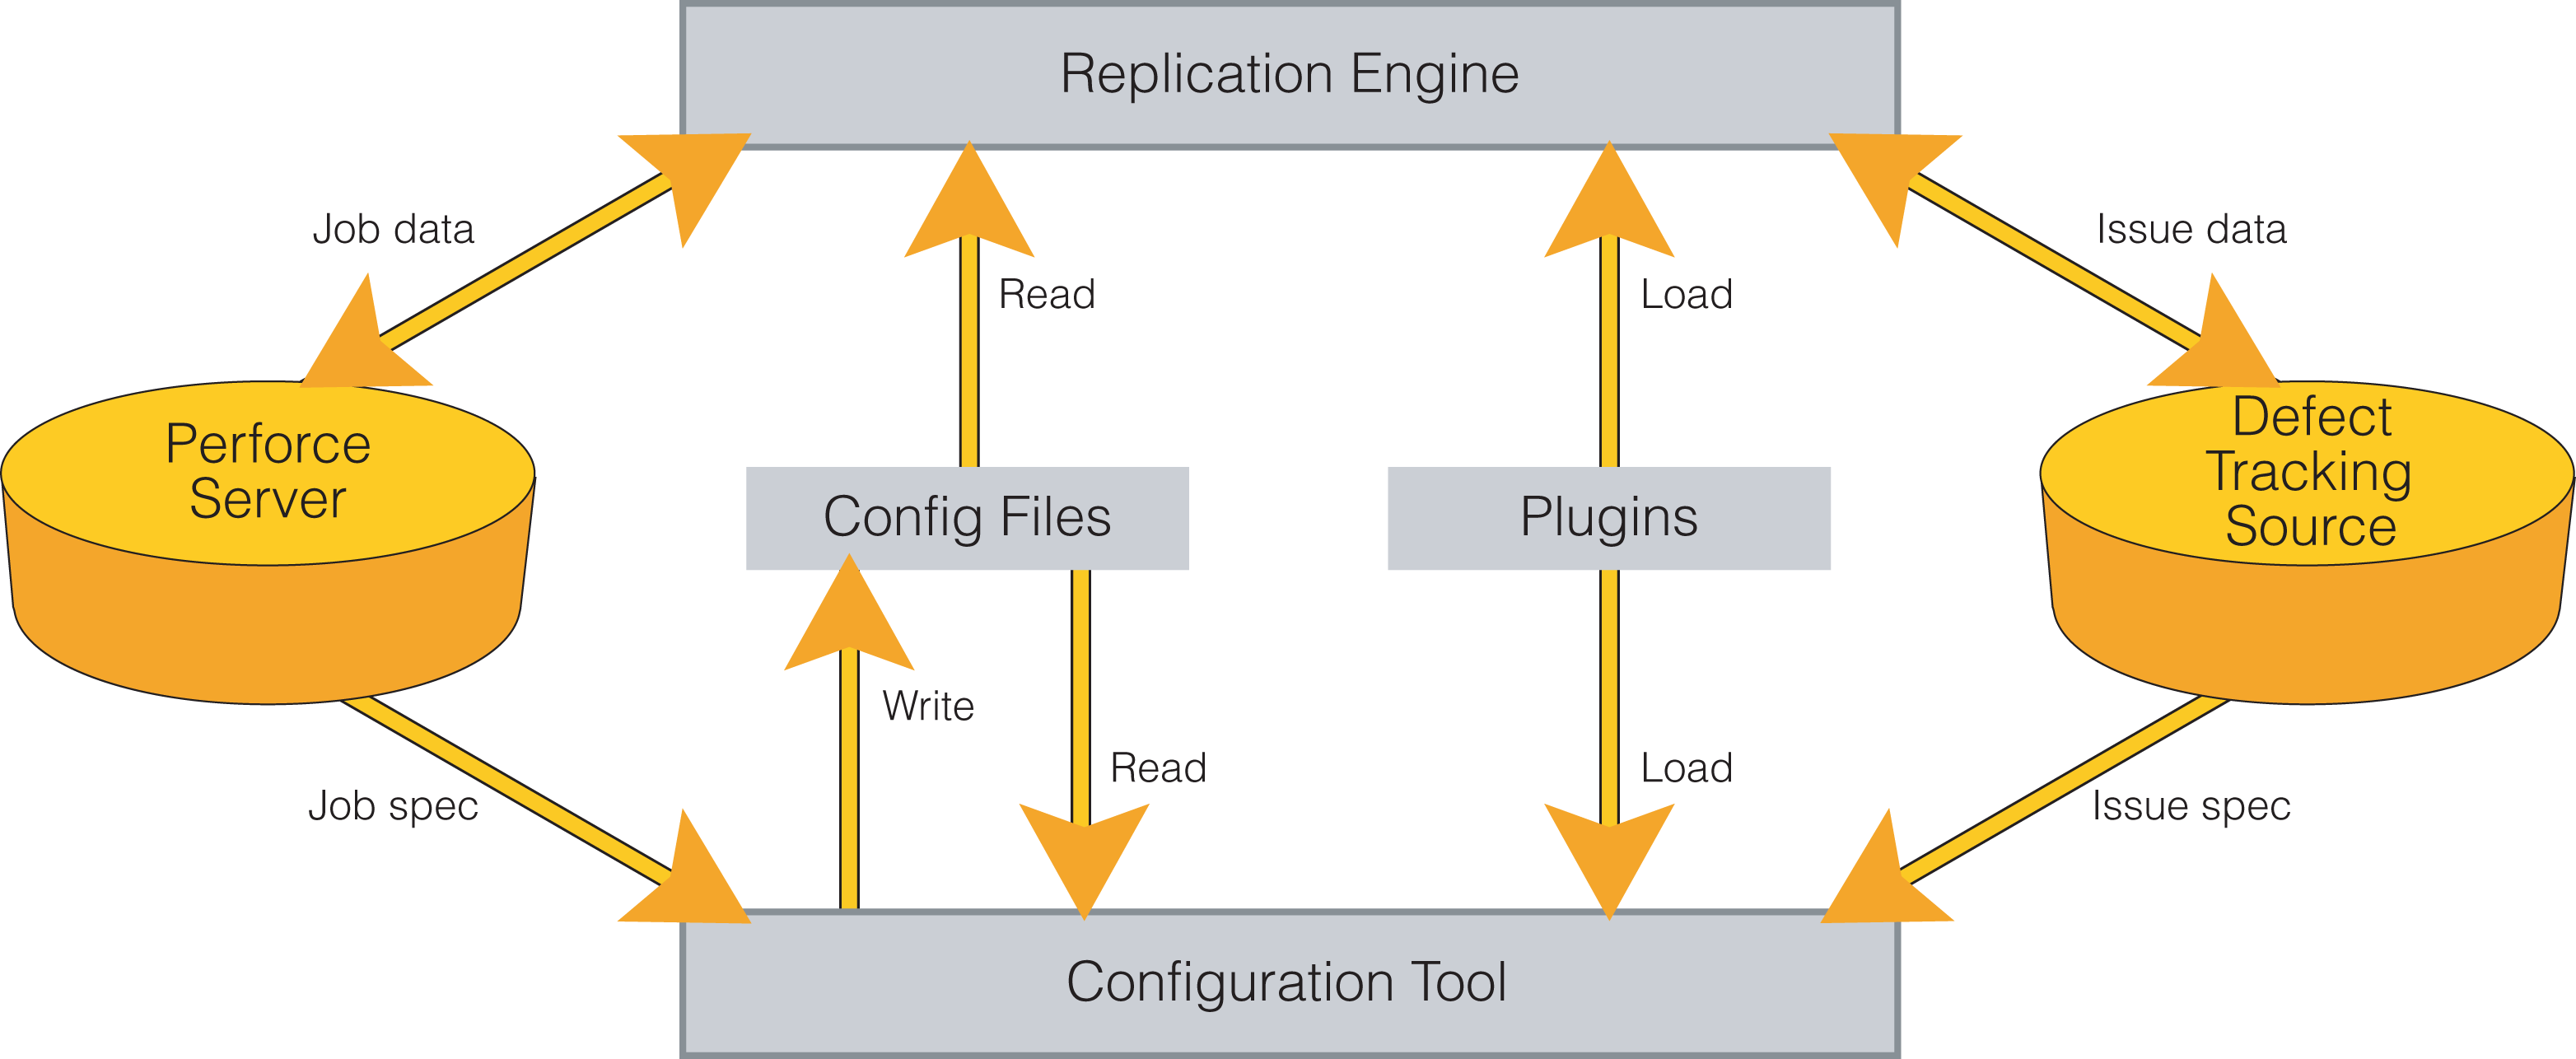 Replication Engine
Job data
Issue data
Read
Load
Perforce
Server
Config Files
Plugins
Defect
Tracking
Source
Write
Read
Load
Job spec
Issue spec
Configuration Tool